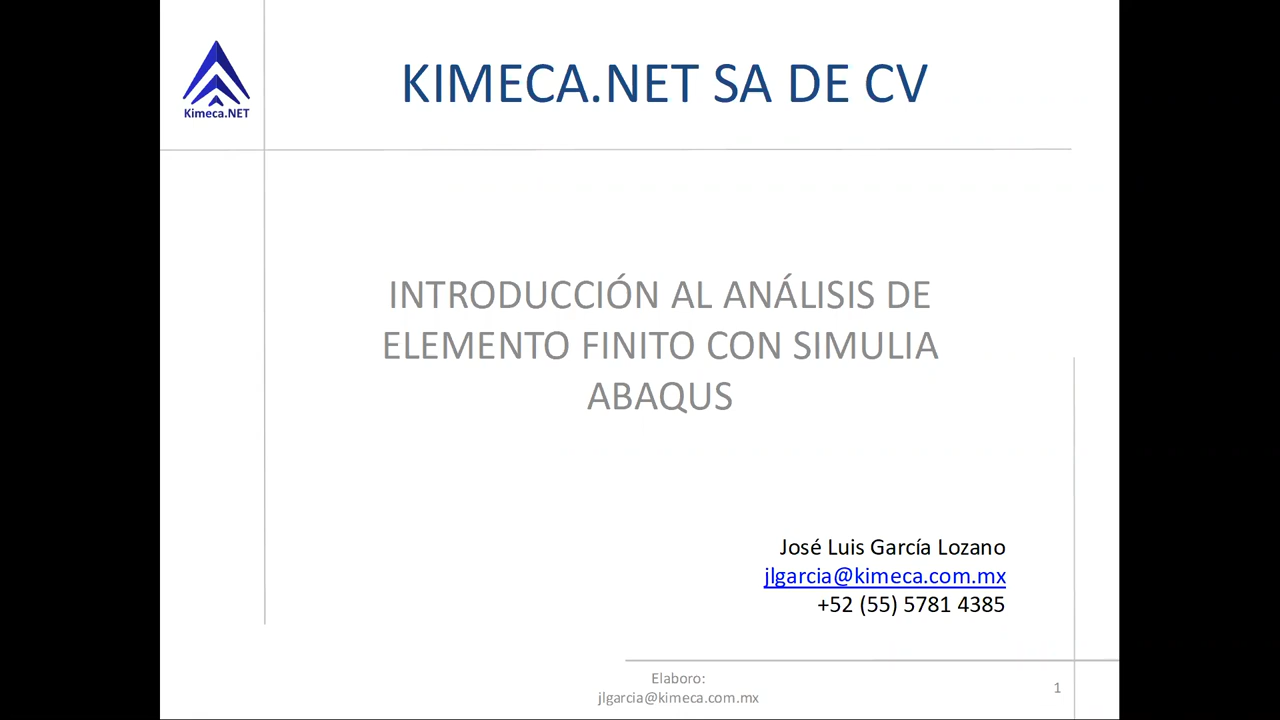 Kimeca.NET
KIMECA.NET SA DE CV
INTRODUCCIÓN AL ANÁLISIS DE
ELEMENTO FINITO CON SIMULIA
ABAQUS
José Luis García Lozano
jlgarcia@kimeca.com.mx
+52 (55) 5781 4385
Elaboro:
jlgarcia@kimeca.com.mx
1